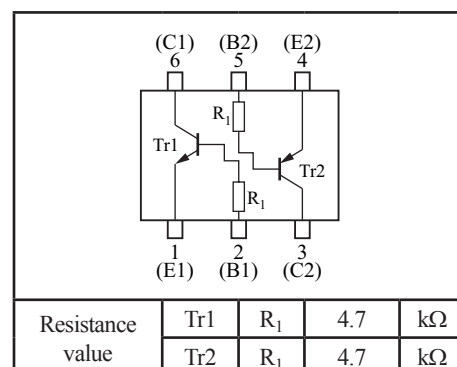 (C1) (B2) (E2)
6 5 4
R1
Tr1
Tr2
R1
1 2 3
(E1) (B1) (C2)
Resistance value Tr1 R1 4.7 kΩ
Tr2 R1 4.7 kΩ